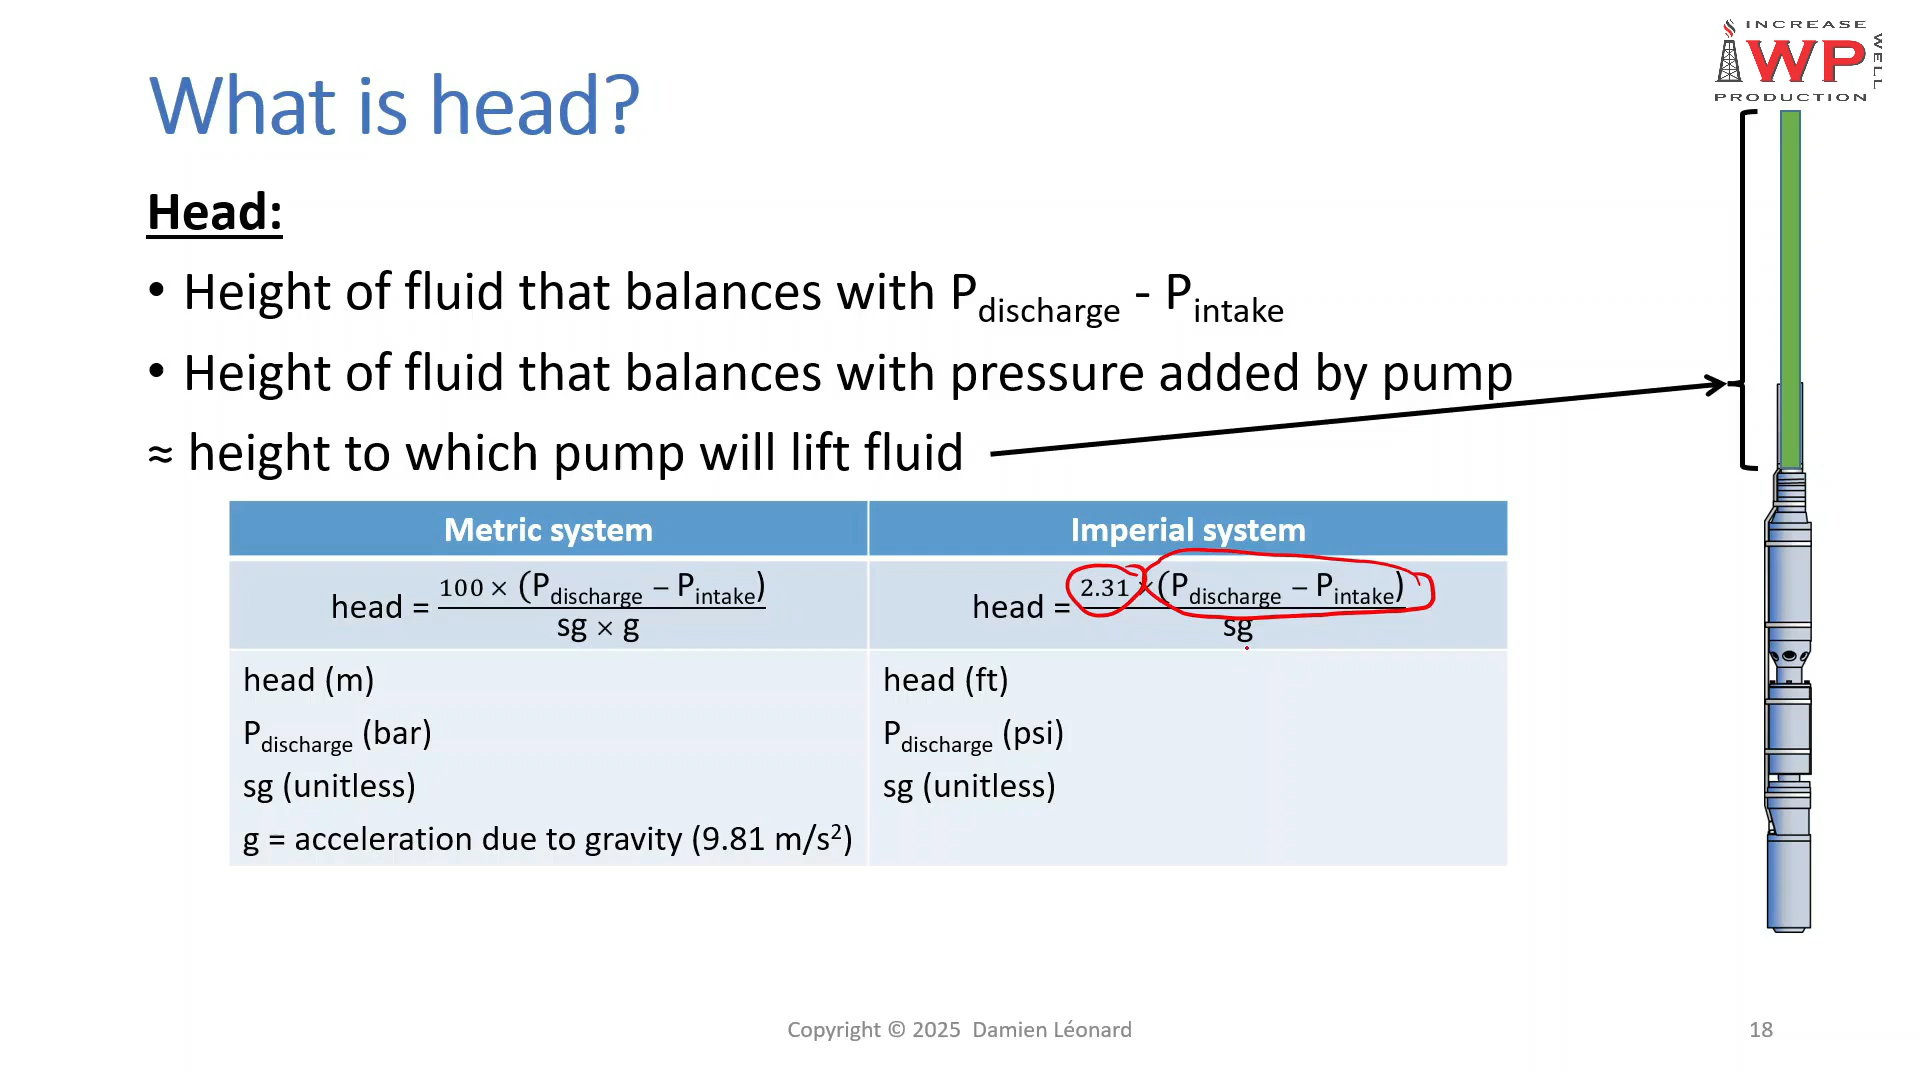 INCREASE
WP
WELL
PRODUCTION
What is head?
Head:
• Height of fluid that balances with Pdischarge - Pintake
• Height of fluid that balances with pressure added by pump
≈ height to which pump will lift fluid
Metric system
Imperial system
head = 100 × (Pdischarge − Pintake) / sg × g
head = 2.31 × (Pdischarge − Pintake) / sg
head (m)
Pdischarge (bar)
sg (unitless)
g = acceleration due to gravity (9.81 m/s²)
head (ft)
Pdischarge (psi)
sg (unitless)
Copyright © 2025 Damien Léonard
18